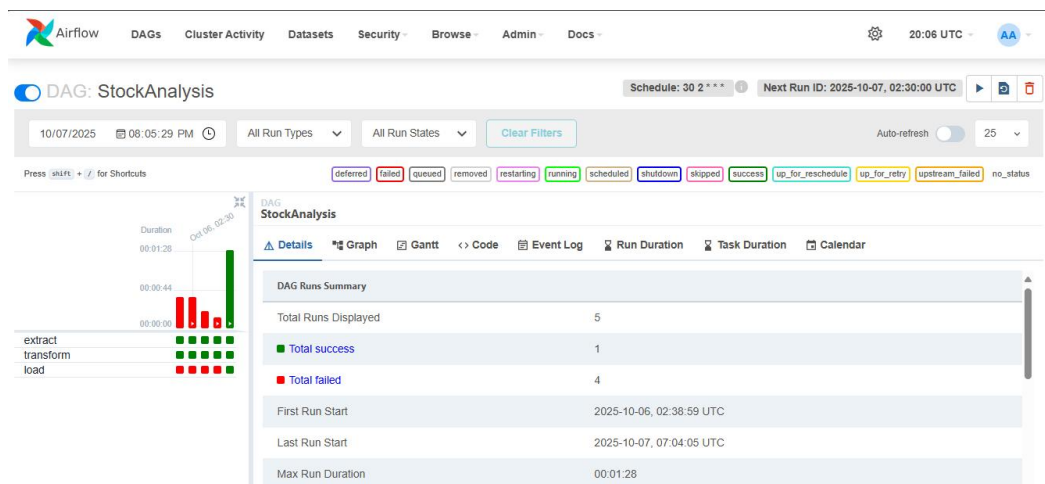 Airflow DAGs Cluster Activity Datasets Security Browse Admin Docs 20:06 UTC AA
DAG: StockAnalysis Schedule: 30 2 * * * Next Run ID: 2025-10-07, 02:30:00 UTC
10/07/2025 08:05:29 PM All Run Types All Run States Clear Filters Auto-refresh 25
Press shift + / for Shortcuts deferred failed queued removed restarting running scheduled shutdown skipped success up_for_reschedule up_for_retry upstream_failed no_status
Duration
Oct 06, 02:30
00:01:28
00:00:44
00:00:00
extract
transform
load
DAG
StockAnalysis
Details Graph Gantt <> Code Event Log Run Duration Task Duration Calendar
DAG Runs Summary
Total Runs Displayed 5
Total success 1
Total failed 4
First Run Start 2025-10-06, 02:38:59 UTC
Last Run Start 2025-10-07, 07:04:05 UTC
Max Run Duration 00:01:28